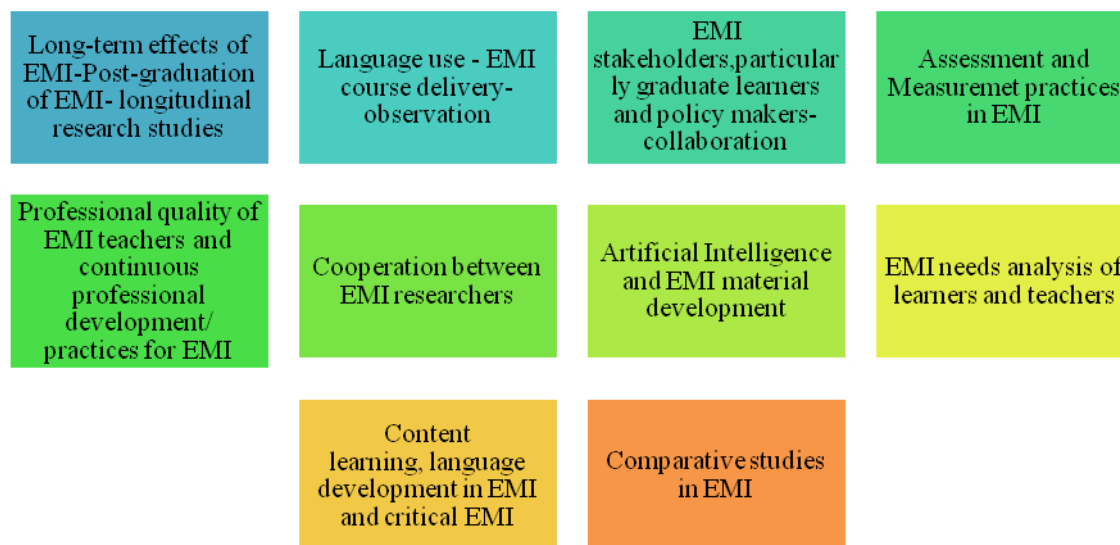 Long-term effects of
EMI-Post-graduation
of EMI- longitudinal
research studies
Language use - EMI
course delivery-
observation
EMI
stakeholders,particular
ly graduate learners
and policy makers-
collaboration
Assessment and
Measuremet practices
in EMI
Professional quality of
EMI teachers and
continuous
professional
development/
practices for EMI
Cooperation between
EMI researchers
Artificial Intelligence
and EMI material
development
EMI needs analysis of
learners and teachers
Content
learning, language
development in EMI
and critical EMI
Comparative studies
in EMI